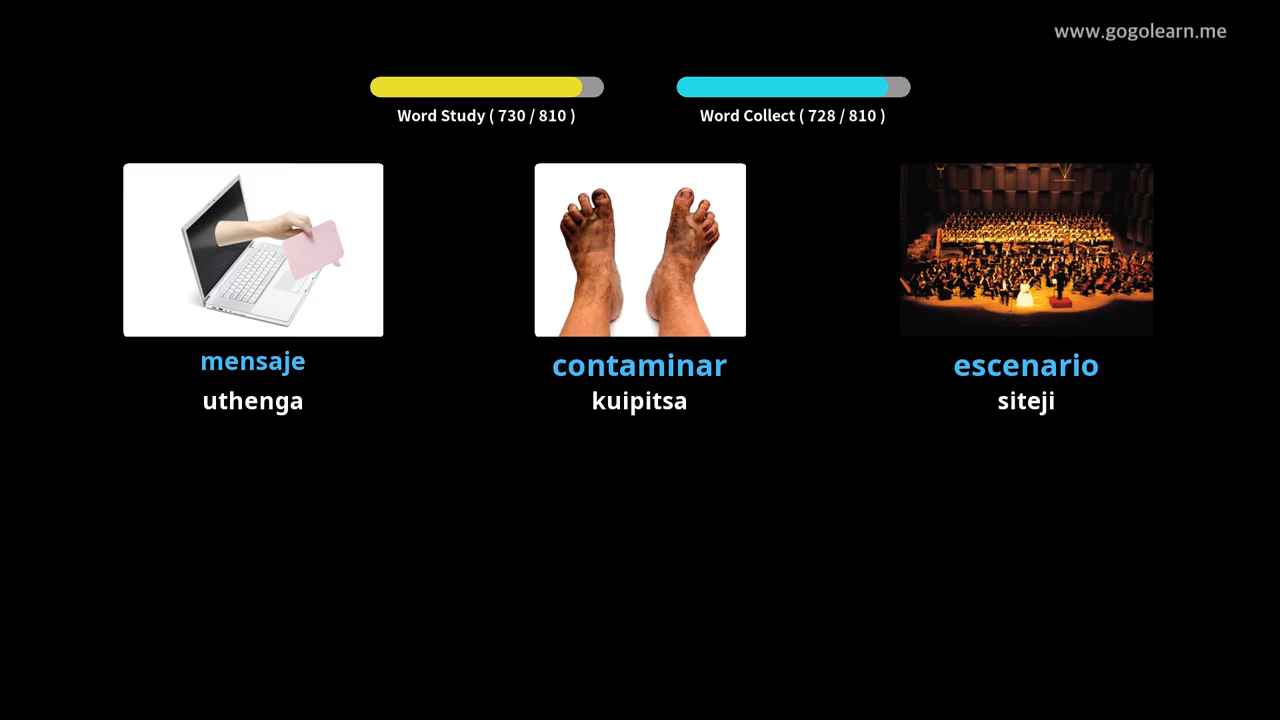 www.gogolearn.me
Word Study ( 730 / 810 )
Word Collect ( 728 / 810 )
mensaje
uthenga
contaminar
kuipitsa
escenario
siteji